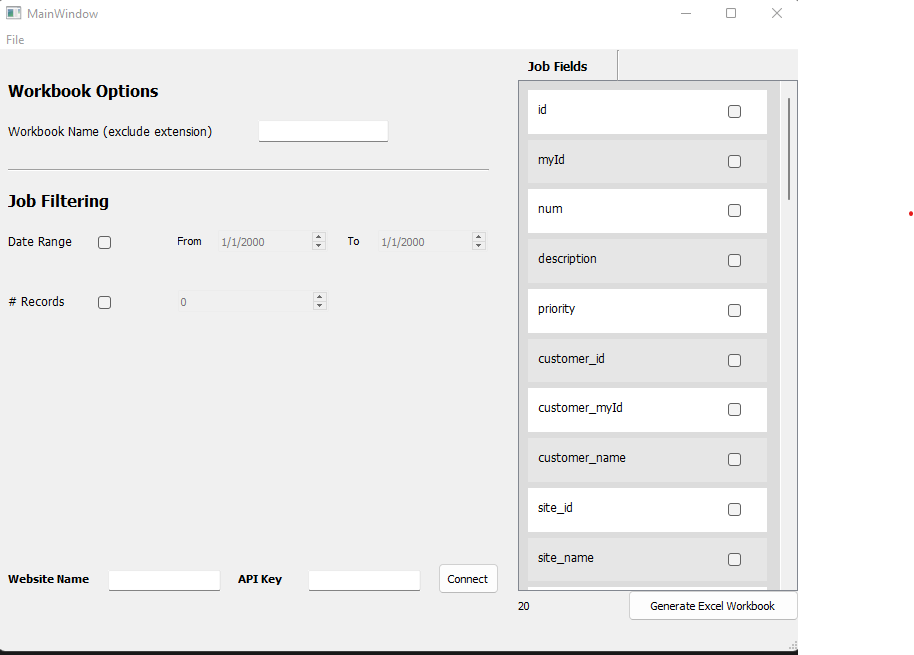 MainWindow
File
Workbook Options
Workbook Name (exclude extension)
Job Filtering
Date Range
From 1/1/2000 To 1/1/2000
# Records
0
Website Name
API Key
Connect
Job Fields
id
myId
num
description
priority
customer_id
customer_myId
customer_name
site_id
site_name
20
Generate Excel Workbook